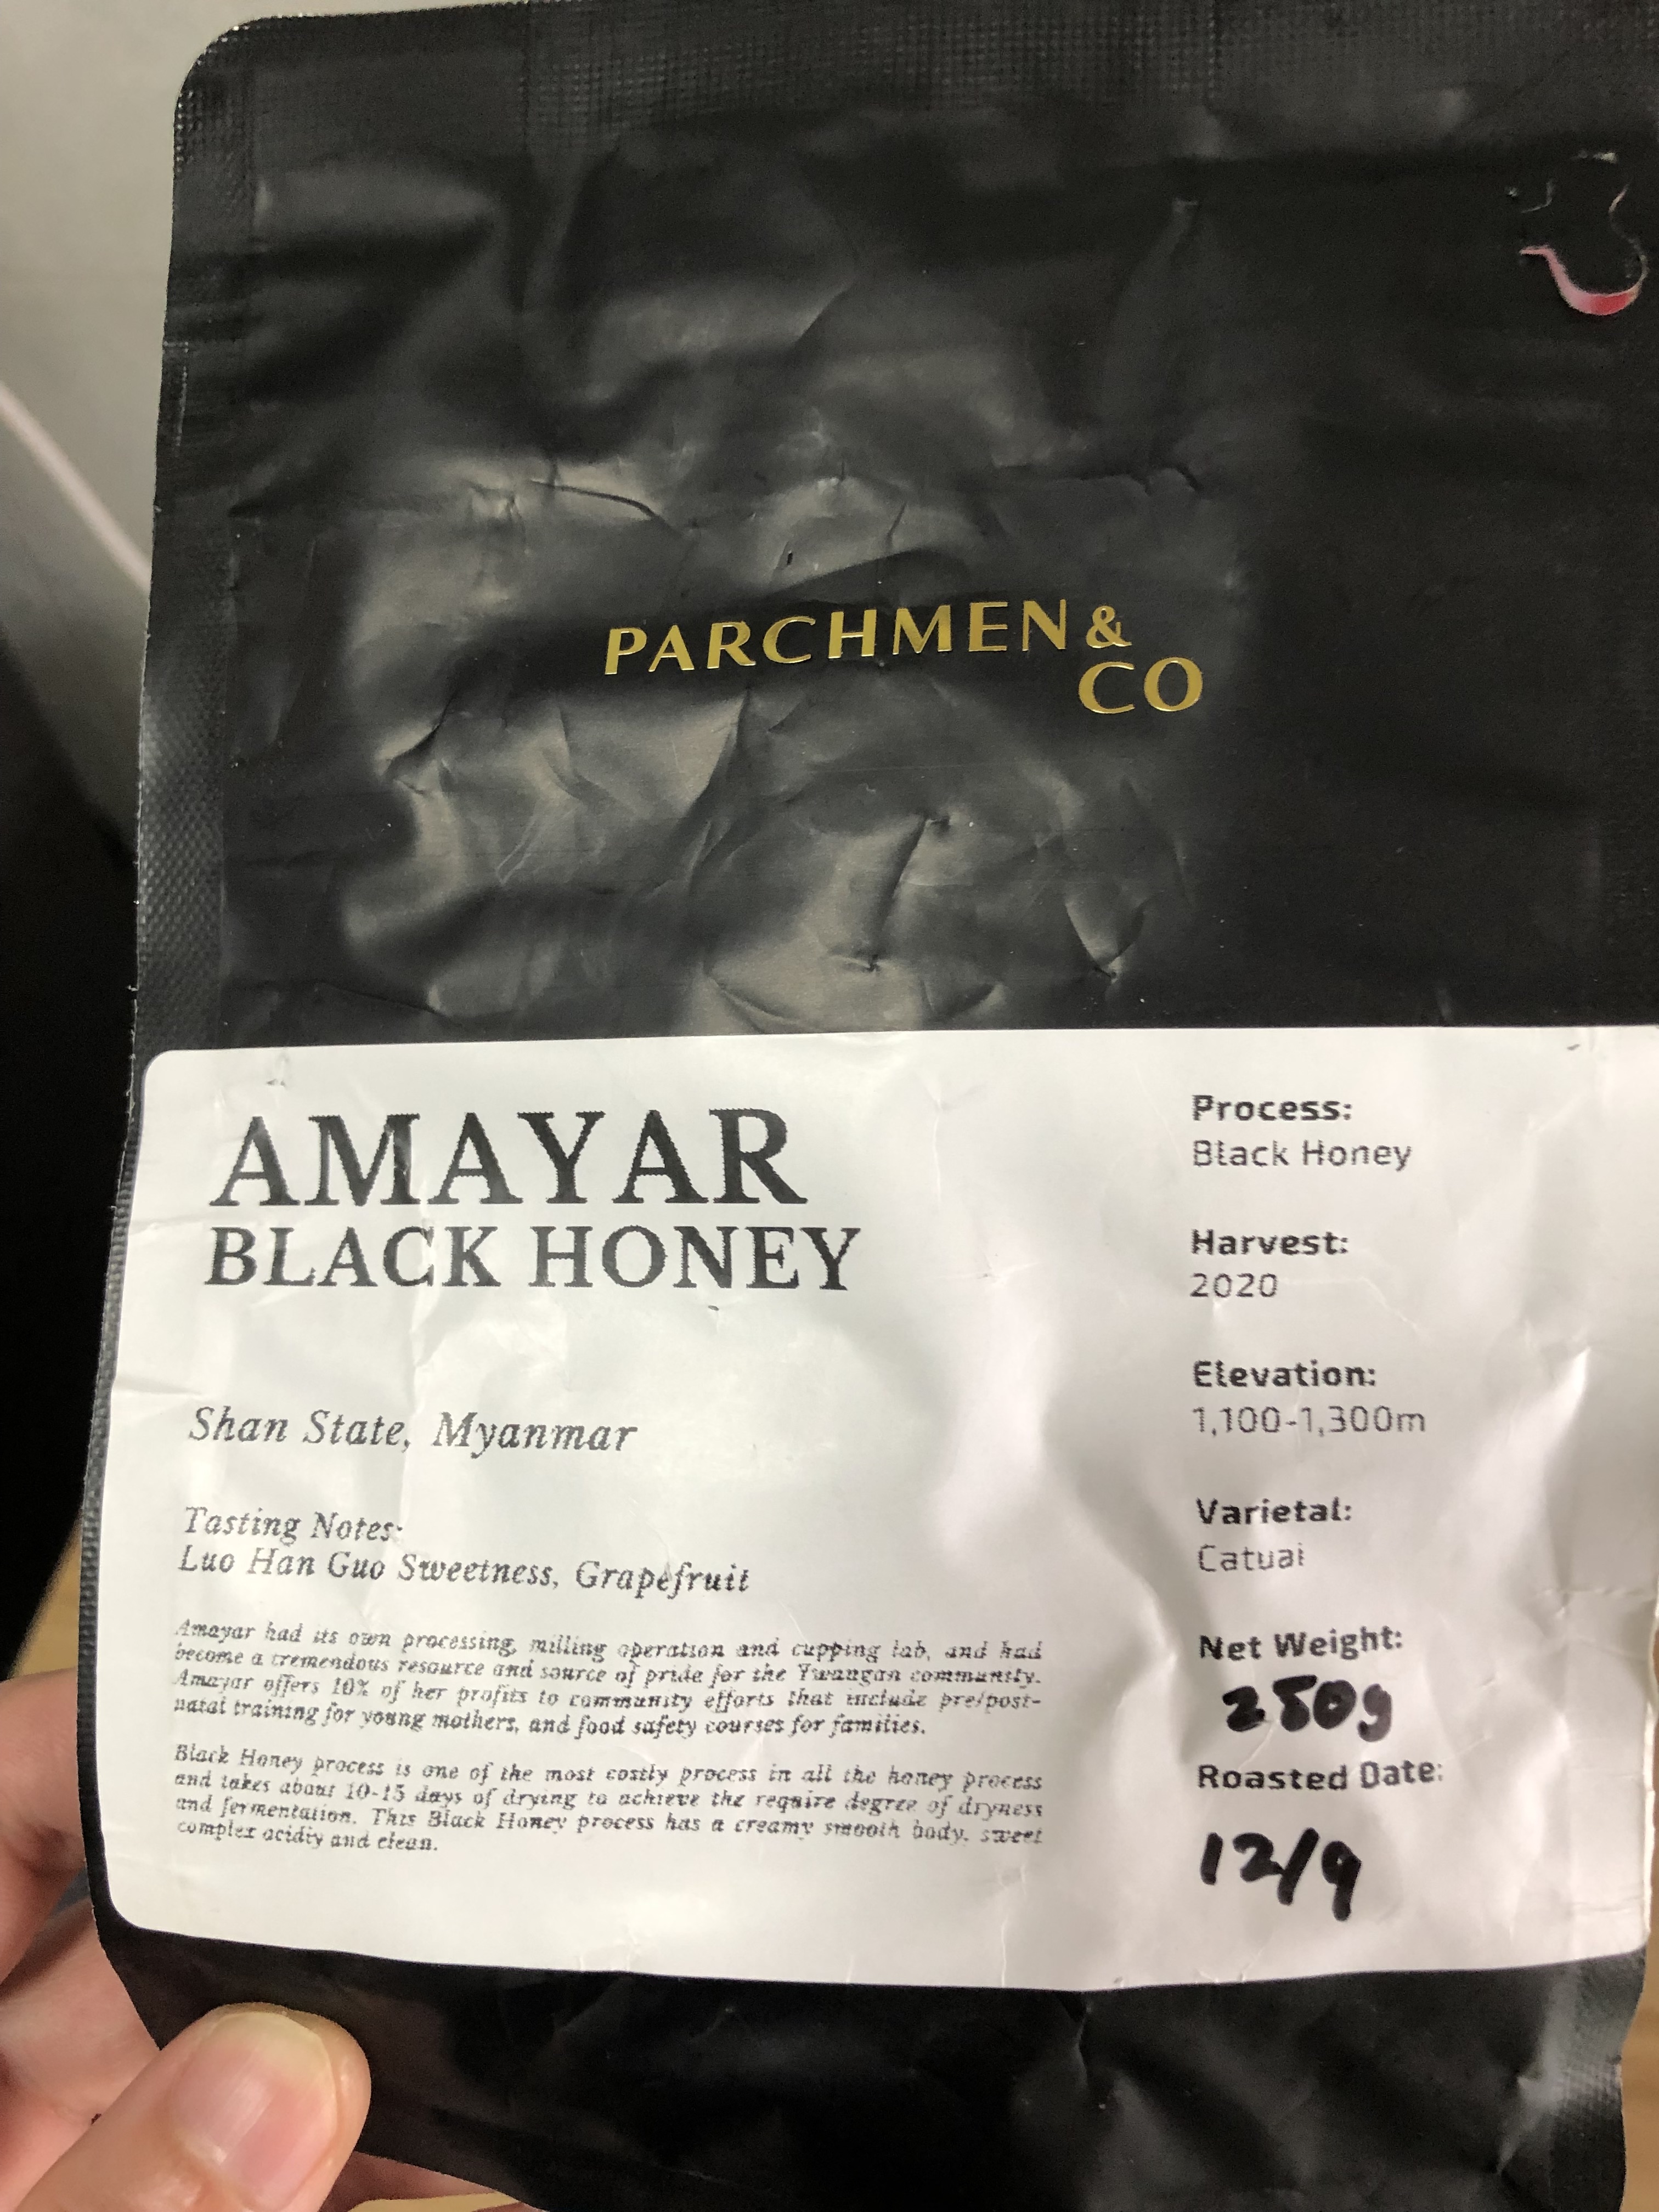 PARCHMEN &
CO
AMAYAR
BLACK HONEY
Shan State, Myanmar
Tasting Notes:
Luo Han Guo Sweetness, Grapefruit
Amayar had its own processing, milling operation and cupping lab, and had
become a tremendous resource and source of pride for the Ywangan community.
Amayar offers 10% of her profits to community efforts that include pre/post-
natal training for young mothers, and food safety courses for families.
Black Honey process is one of the most costly process in all the honey process
and takes about 10-15 days of drying to achieve the require degree of dryness
and fermentation. This Black Honey process has a creamy smooth body, sweet
complex acidity and clean.
Process:
Black Honey
Harvest:
2020
Elevation:
1,100-1,300m
Varietal:
Catuai
Net Weight:
250g
Roasted Date:
12/9